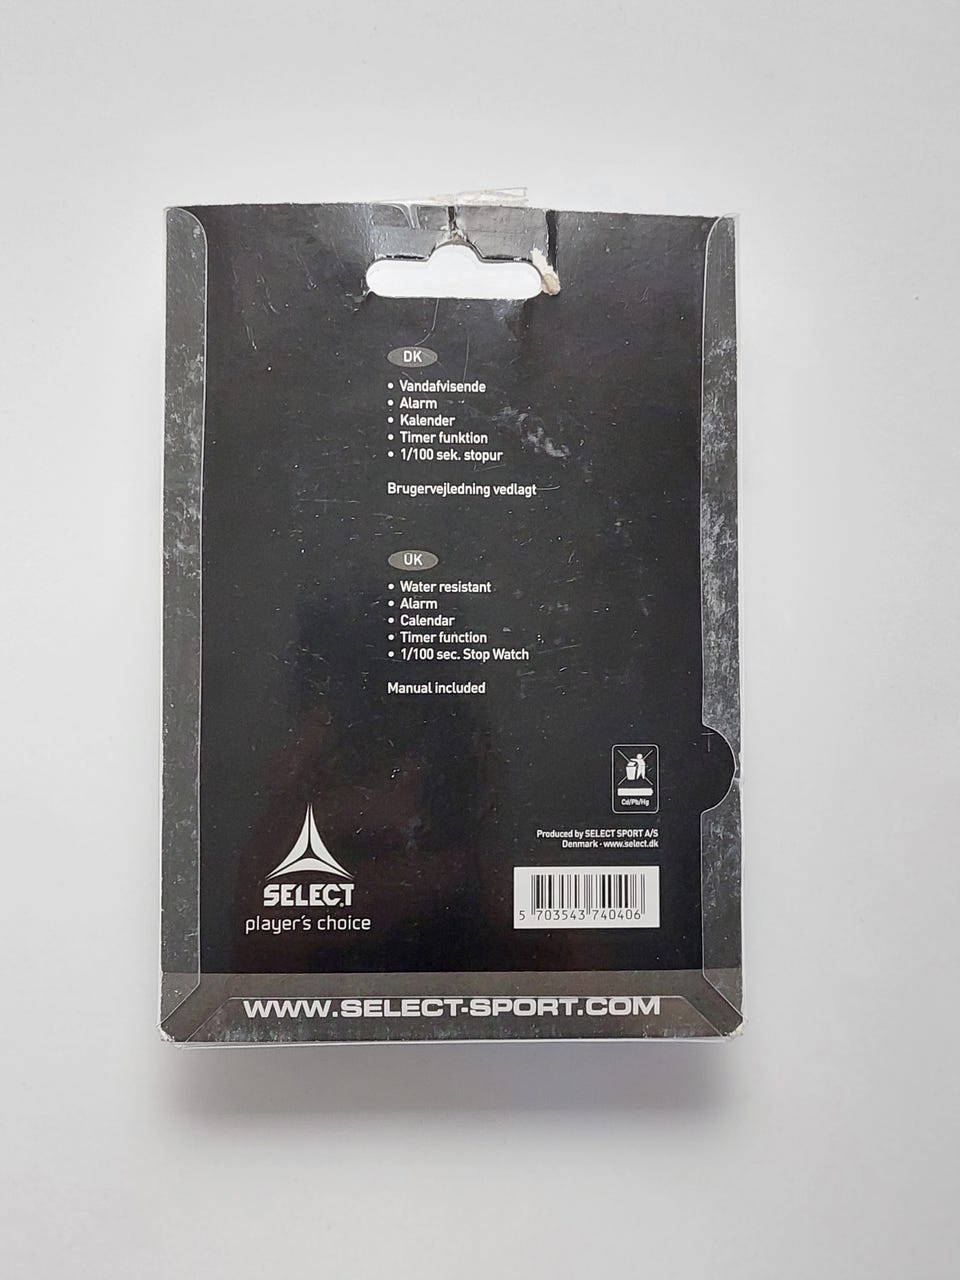 DK
• Vandafvisende
• Alarm
• Kalender
• Timer funktion
• 1/100 sek. stopur
Brugervejledning vedlagt
UK
• Water resistant
• Alarm
• Calendar
• Timer function
• 1/100 sec. Stop Watch
Manual included
Cd/Pb/Hg
Produced by SELECT SPORT A/S
Denmark - www.select.dk
SELECT
player's choice
5 703543 740406
WWW.SELECT-SPORT.COM